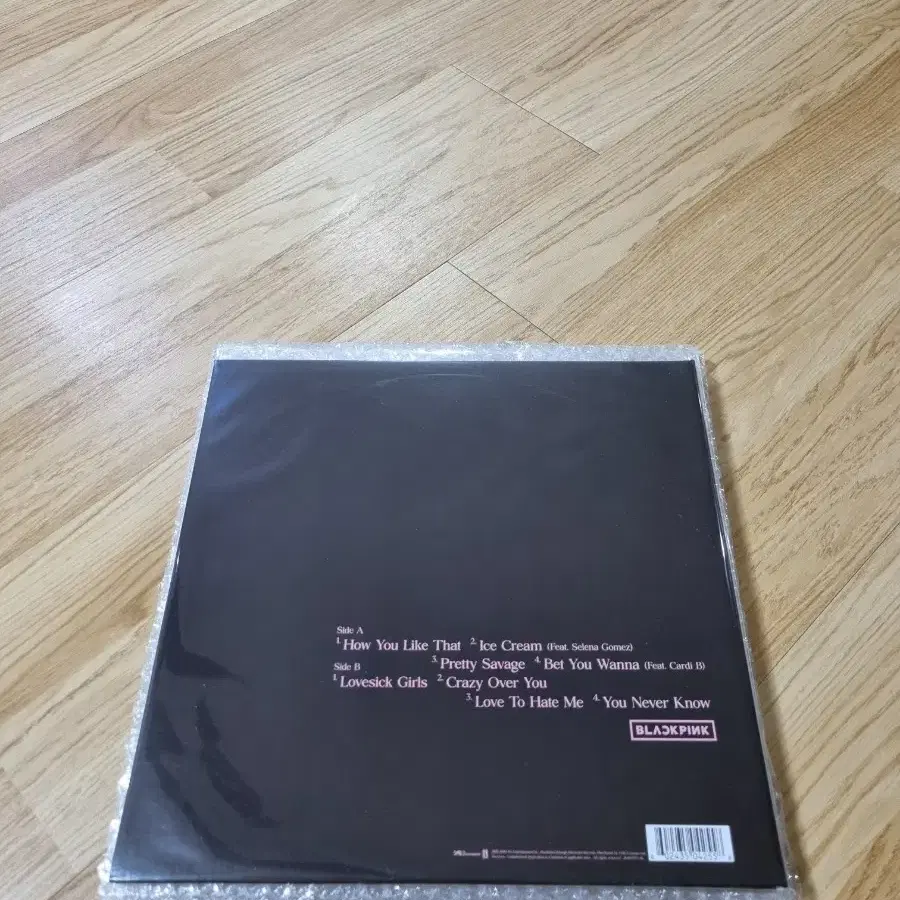 Side A
1. How You Like That 2. Ice Cream (Feat. Selena Gomez)
3. Pretty Savage 4. Bet You Wanna (Feat. Cardi B)
Side B
1. Lovesick Girls 2. Crazy Over You
3. Love To Hate Me 4. You Never Know
BLACKPINK